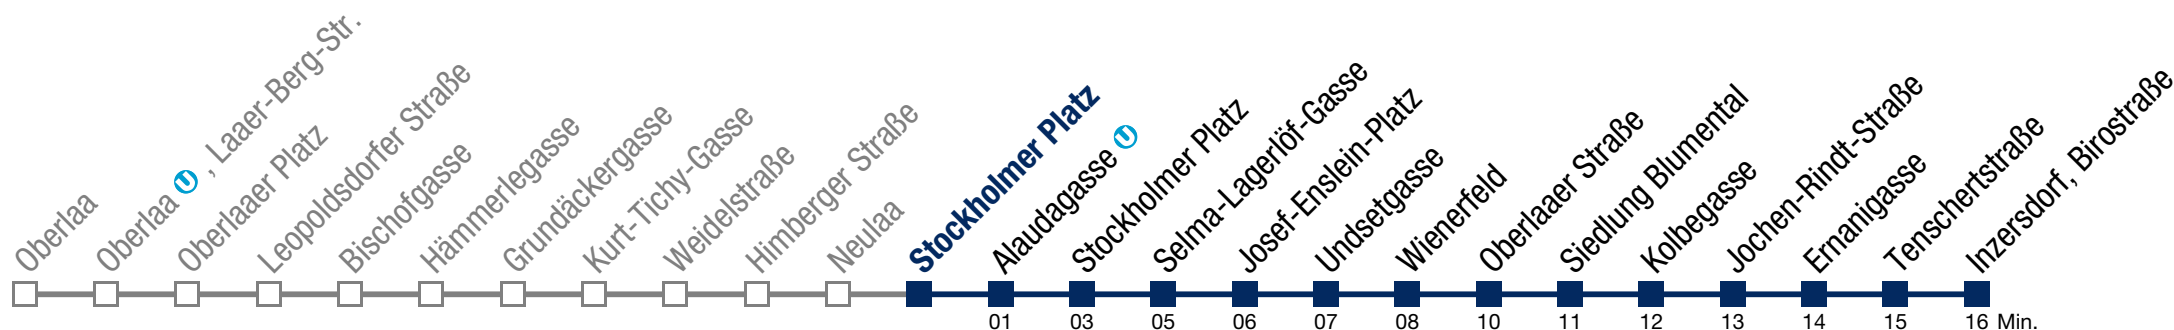 Oberlaa
Oberlaa U, Laaer-Berg-Str.
Oberlaaer Platz
Leopoldsdorfer Straße
Bischofgasse
Hämmerlegasse
Grundäckergasse
Kurt-Tichy-Gasse
Weidelstraße
Himberger Straße
Neulaa
Stockholmer Platz
Alaudagasse U
Stockholmer Platz
Selma-Lagerlöf-Gasse
Josef-Enslein-Platz
Undsetgasse
Wienerfeld
Oberlaaer Straße
Siedlung Blumental
Kolbegasse
Jochen-Rindt-Straße
Ernanigasse
Tenschertstraße
Inzersdorf, Birostraße
01 03 05 06 07 08 10 11 12 13 14 15 16 Min.